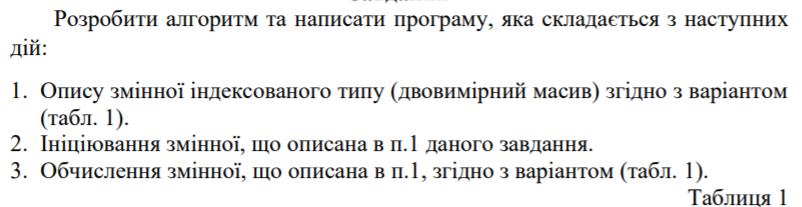 Розробити алгоритм та написати програму, яка складається з наступних
дій:
1. Опису змінної індексованого типу (двовимірний масив) згідно з варіантом
(табл. 1).
2. Ініціювання змінної, що описана в п.1 даного завдання.
3. Обчислення змінної, що описана в п.1, згідно з варіантом (табл. 1).
Таблиця 1